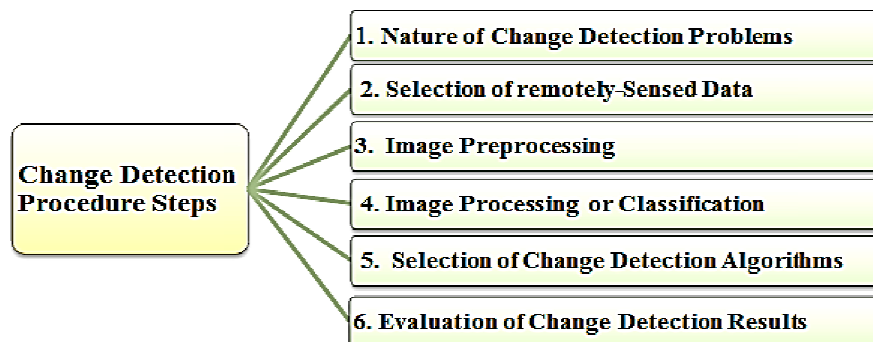 Change Detection
Procedure Steps
1. Nature of Change Detection Problems
2. Selection of remotely-Sensed Data
3. Image Preprocessing
4. Image Processing or Classification
5. Selection of Change Detection Algorithms
6. Evaluation of Change Detection Results